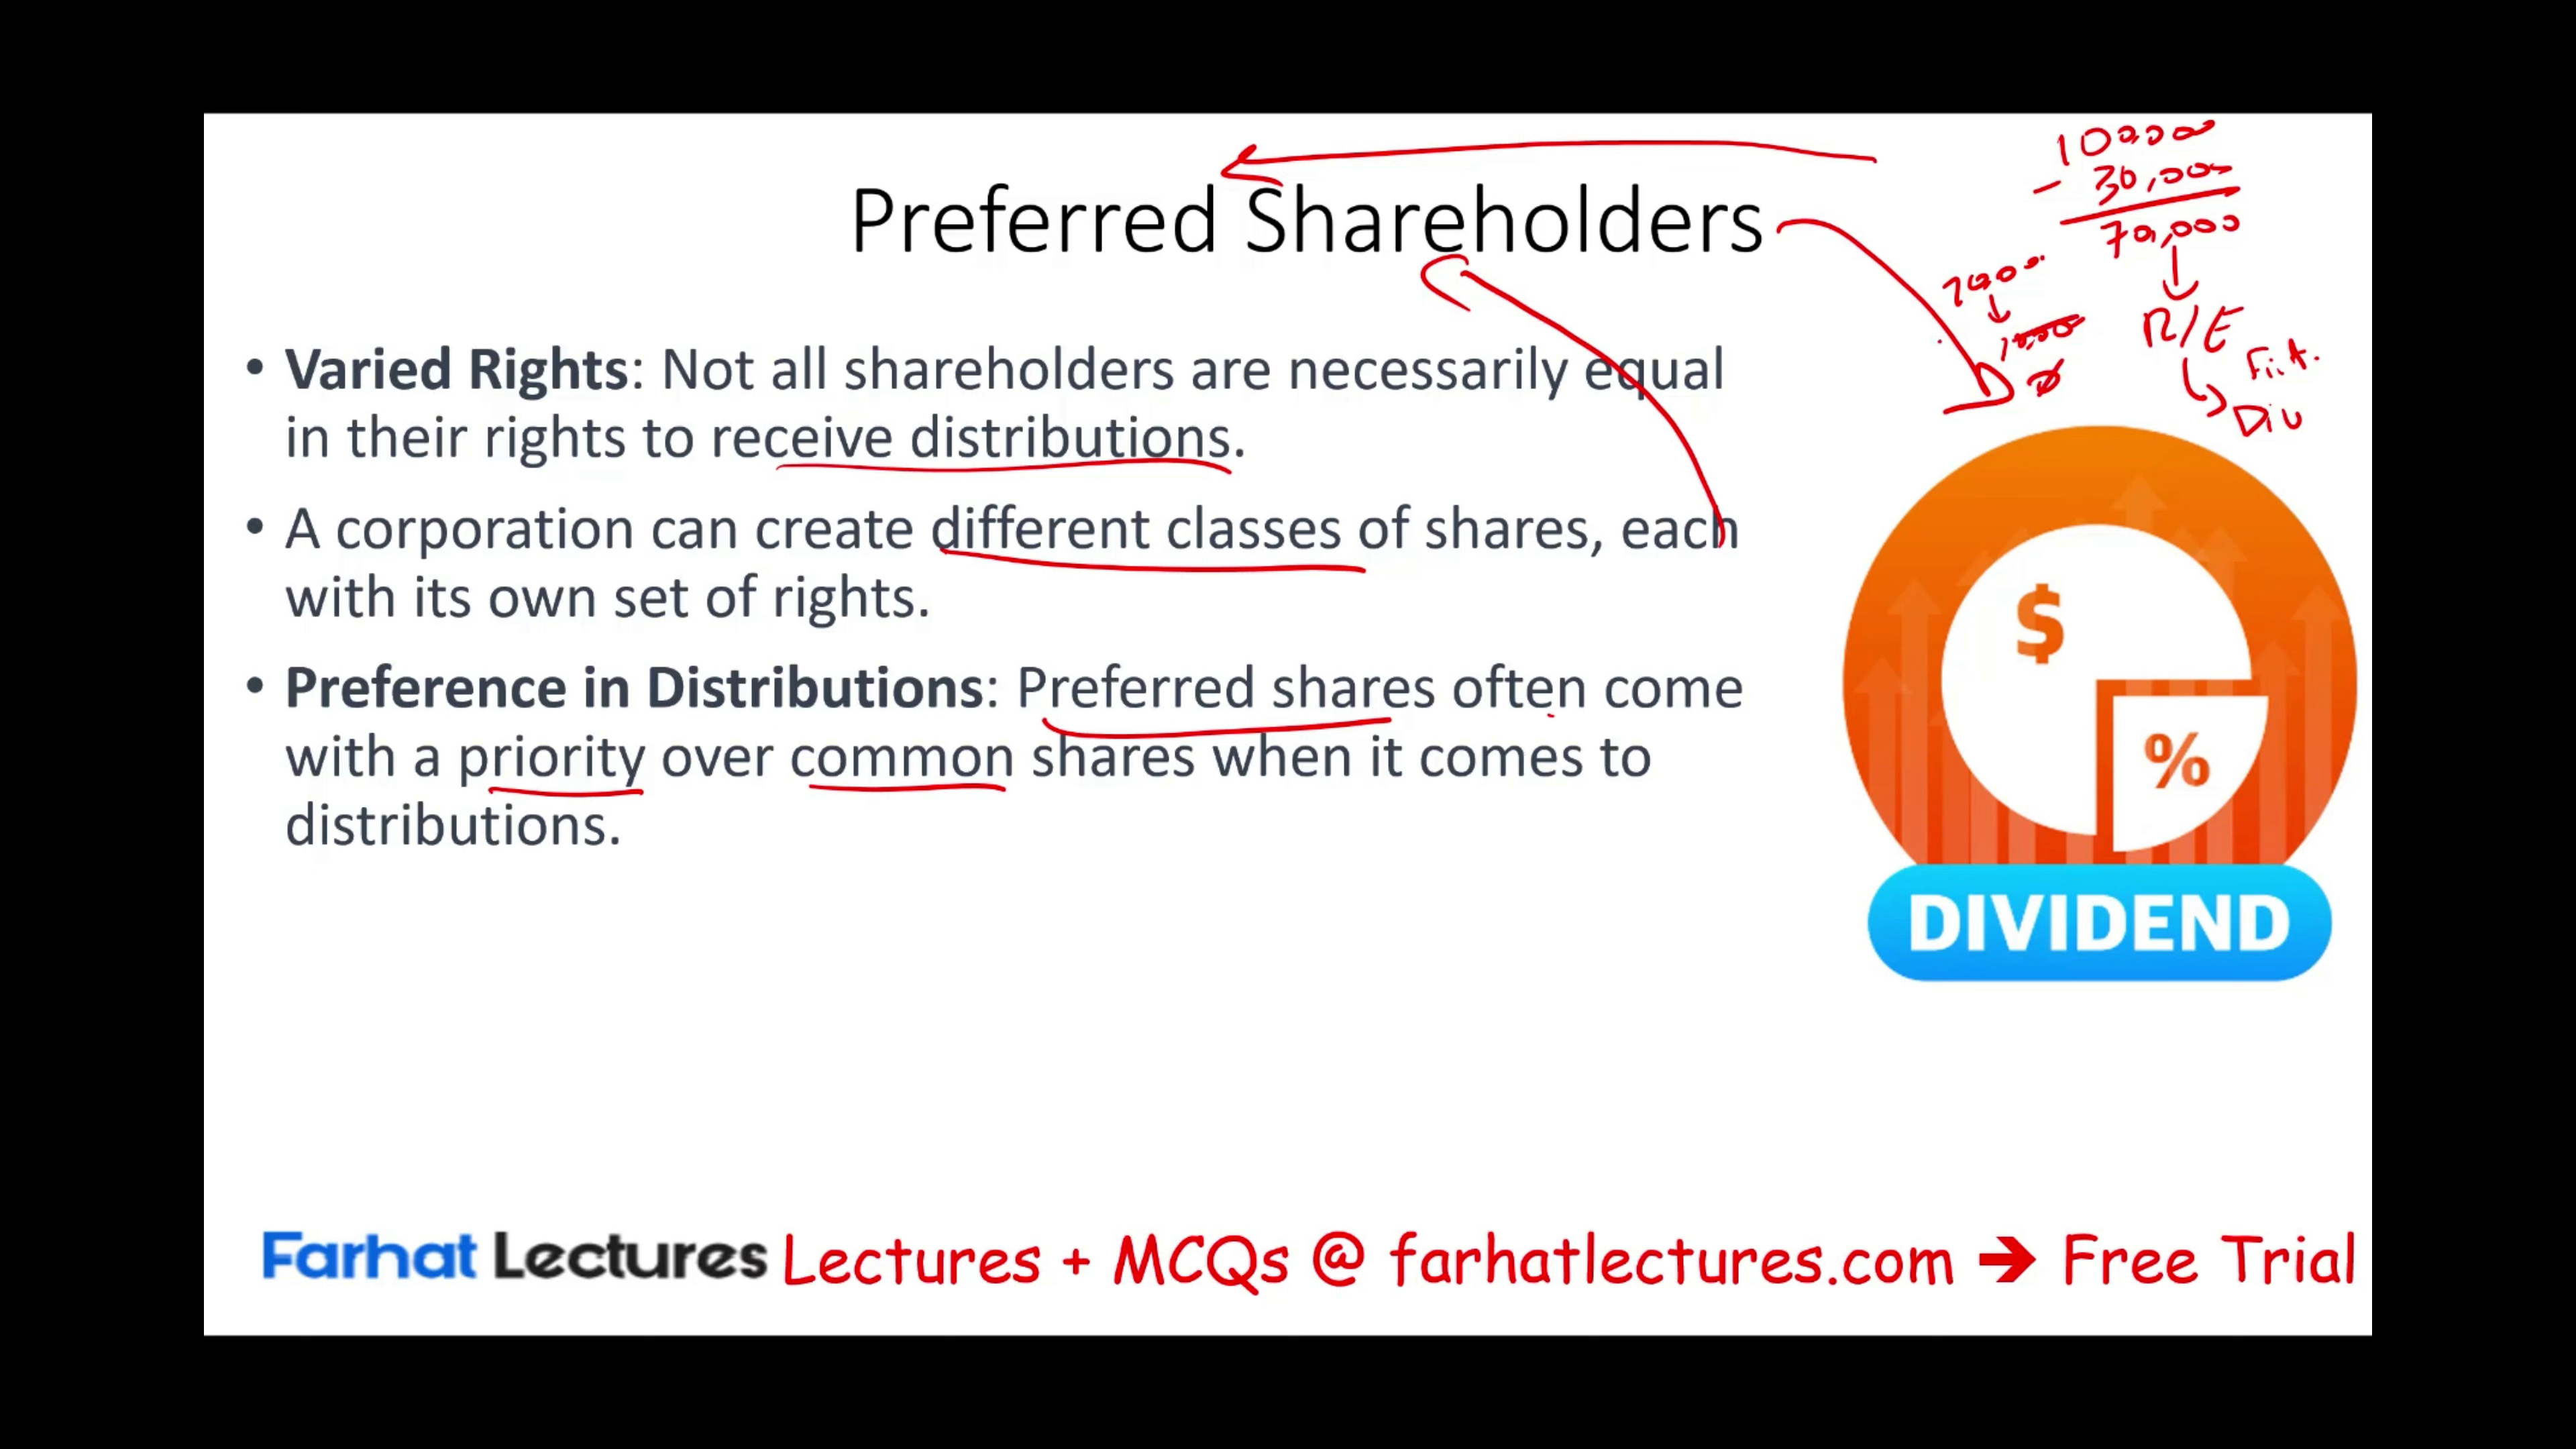 Preferred Shareholders
• Varied Rights: Not all shareholders are necessarily equal
in their rights to receive distributions.
• A corporation can create different classes of shares, each
with its own set of rights.
• Preference in Distributions: Preferred shares often come
with a priority over common shares when it comes to
distributions.
100,000
- 30,000
70,000
R/E
Div
$
%
DIVIDEND
Farhat Lectures Lectures + MCQs @ farhatlectures.com → Free Trial